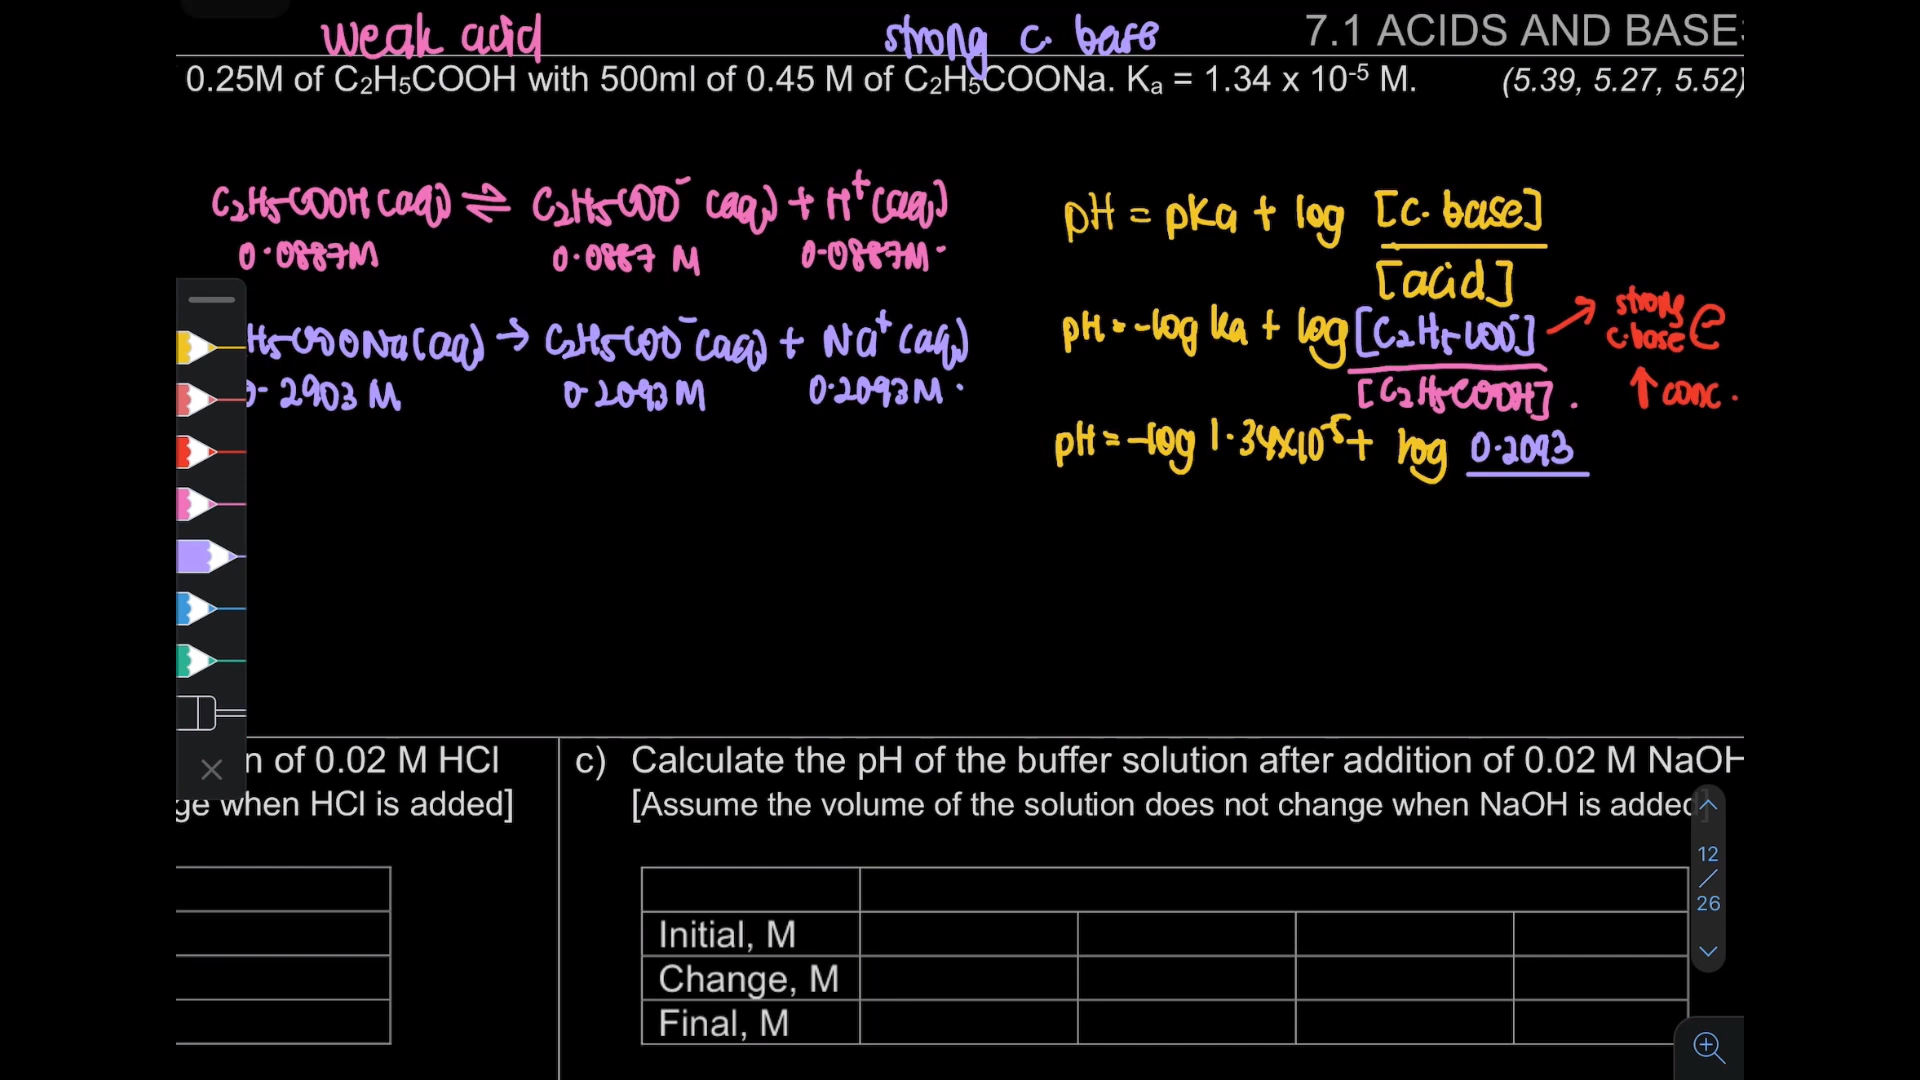 weak acid strong c. base 7.1 ACIDS AND BASE
0.25M of C₂H₅COOH with 500ml of 0.45 M of C₂H₅COONa. Kₐ = 1.34 x 10⁻⁵ M. (5.39, 5.27, 5.52)
C₂H₅COOH (aq) ⇌ C₂H₅COO⁻ (aq) + H⁺ (aq)
0.0887M 0.0887 M 0.0887M.
H₅COONa (aq) → C₂H₅COO⁻ (aq) + Na⁺ (aq)
0.2903 M 0.2093 M 0.2093 M.
pH = pKa + log [c. base]
[acid]
pH = -log Ka + log [C₂H₅COO⁻]
[C₂H₅COOH].
→ strong
c. base e
↑ conc.
pH = -log 1.34x10⁻⁵ + log 0.2093
n of 0.02 M HCl
ge when HCl is added]
c) Calculate the pH of the buffer solution after addition of 0.02 M NaOH
[Assume the volume of the solution does not change when NaOH is added]
Initial, M
Change, M
Final, M
12
/
26